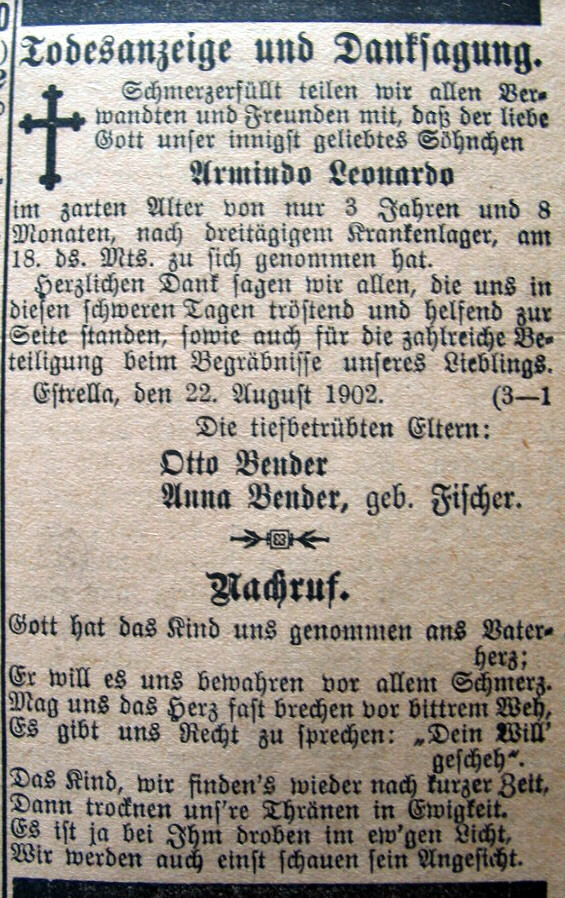 Todesanzeige und Danksagung.
Schmerzerfüllt teilen wir allen Ver-
wandten und Freunden mit, daß der liebe
Gott unser innigst geliebtes Söhnchen
Armindo Leonardo
im zarten Alter von nur 3 Jahren und 8
Monaten, nach dreitägigem Krankenlager, am
18. ds. Mts. zu sich genommen hat.
Herzlichen Dank sagen wir allen, die uns in
diesen schweren Tagen tröstend und helfend zur
Seite standen, sowie auch für die zahlreiche Be-
teiligung beim Begräbnisse unseres Lieblings.
Estrella, den 22. August 1902. (3—1
Die tiefbetrübten Eltern:
Otto Bender
Anna Bender, geb. Fischer.
Nachruf.
Gott hat das Kind uns genommen ans Vater-
herz;
Er will es uns bewahren vor allem Schmerz.
Mag uns das Herz fast brechen vor bittrem Weh,
Es gibt uns Recht zu sprechen: „Dein Will'
gescheh“.
Das Kind, wir finden's wieder nach kurzer Zeit,
Dann trocknen uns're Thränen in Ewigkeit.
Es ist ja bei Ihm droben im ew'gen Licht,
Wir werden auch einst schauen sein Angesicht.